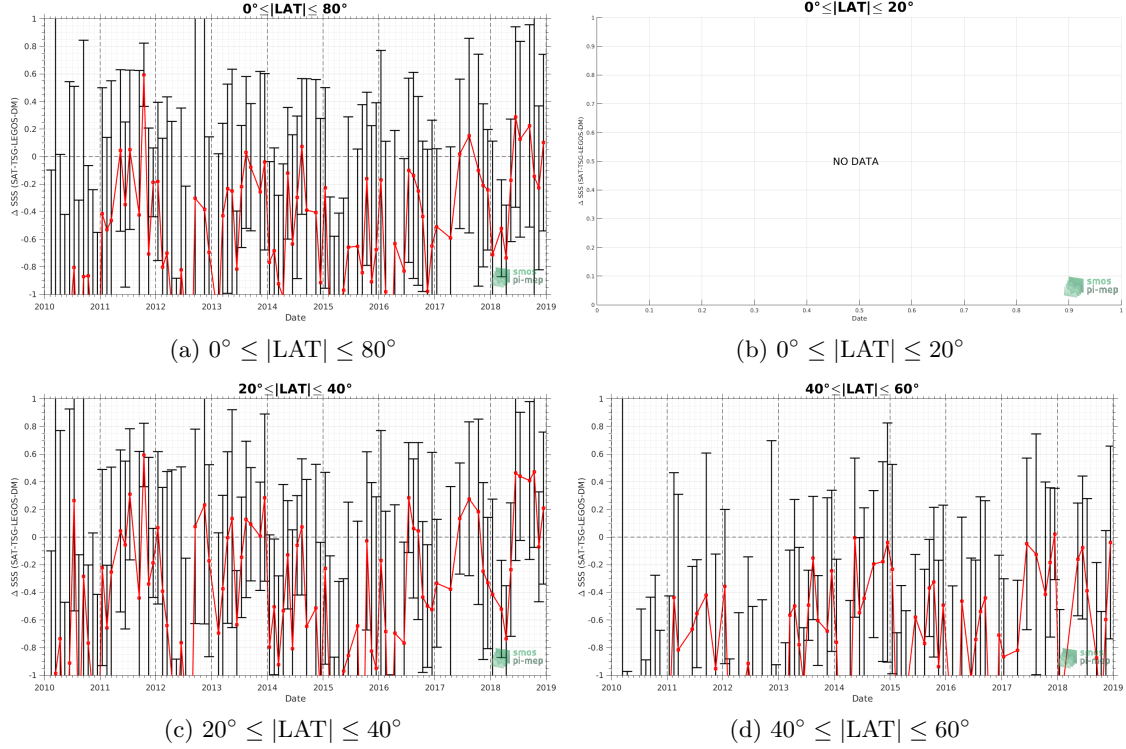 0°≤|LAT|≤ 80°
Δ SSS (SAT-TSG-LEGOS-DM)
1
0.8
0.6
0.4
0.2
0
-0.2
-0.4
-0.6
-0.8
-1
2010 2011 2012 2013 2014 2015 2016 2017 2018 2019
Date
smos
pi-mep
(a) 0° ≤ |LAT| ≤ 80°
0°≤|LAT|≤ 20°
Δ SSS (SAT-TSG-LEGOS-DM)
1
0.9
0.8
0.7
0.6
0.5
0.4
0.3
0.2
0.1
0
NO DATA
0 0.1 0.2 0.3 0.4 0.5 0.6 0.7 0.8 0.9 1
Date
smos
pi-mep
(b) 0° ≤ |LAT| ≤ 20°
20°≤|LAT|≤ 40°
Δ SSS (SAT-TSG-LEGOS-DM)
1
0.8
0.6
0.4
0.2
0
-0.2
-0.4
-0.6
-0.8
-1
2010 2011 2012 2013 2014 2015 2016 2017 2018 2019
Date
smos
pi-mep
(c) 20° ≤ |LAT| ≤ 40°
40°≤|LAT|≤ 60°
Δ SSS (SAT-TSG-LEGOS-DM)
1
0.8
0.6
0.4
0.2
0
-0.2
-0.4
-0.6
-0.8
-1
2010 2011 2012 2013 2014 2015 2016 2017 2018 2019
Date
smos
pi-mep
(d) 40° ≤ |LAT| ≤ 60°